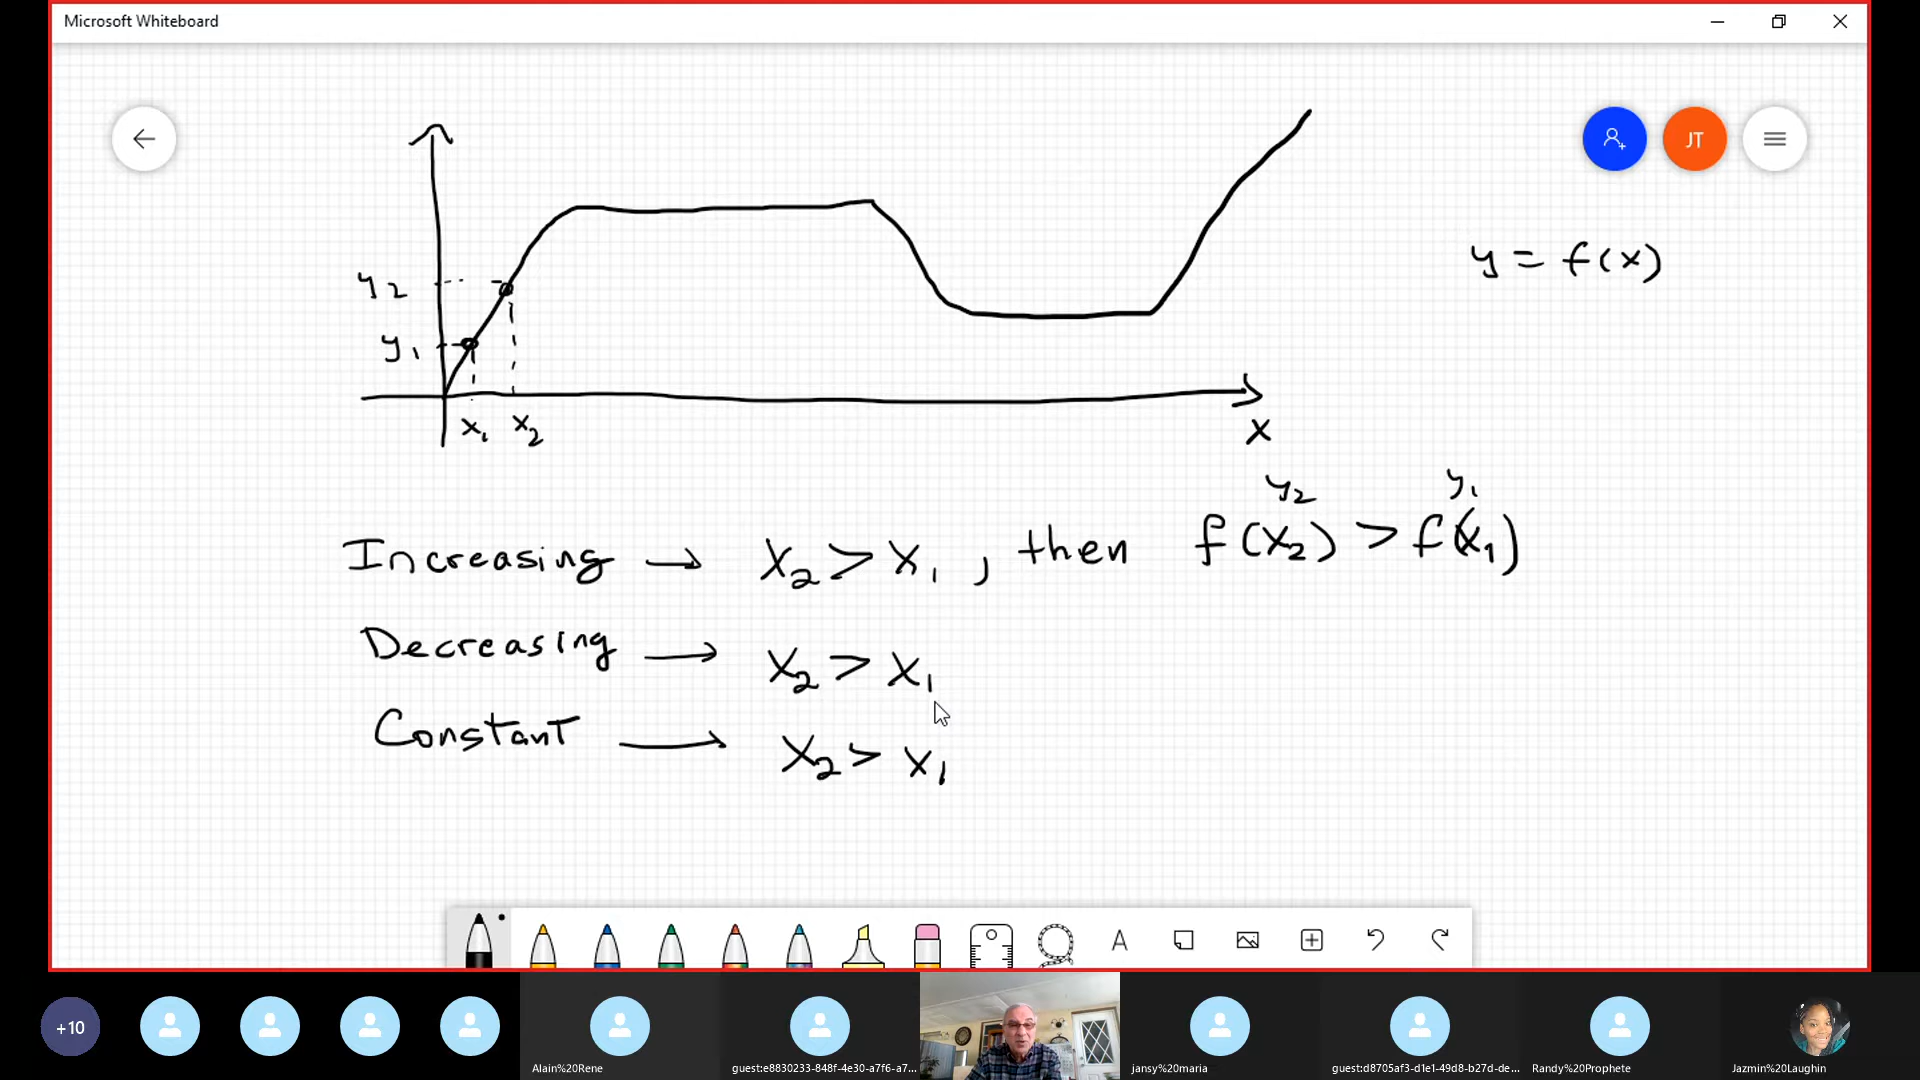 Microsoft Whiteboard
JT
y = f(x)
y₂
y₁
x₁ x₂
x
y₂ y₁
Increasing → x₂ > x₁ , then f(x₂) > f(x₁)
Decreasing → x₂ > x₁
Constant → x₂ > x₁
A
+10
Alain%20Rene
guest:e8830233-848f-4e30-a7f6-a7...
jansy%20maria
guest:d8705af3-d1e1-49d8-b27d-de...
Randy%20Prophete
Jazmin%20Laughin